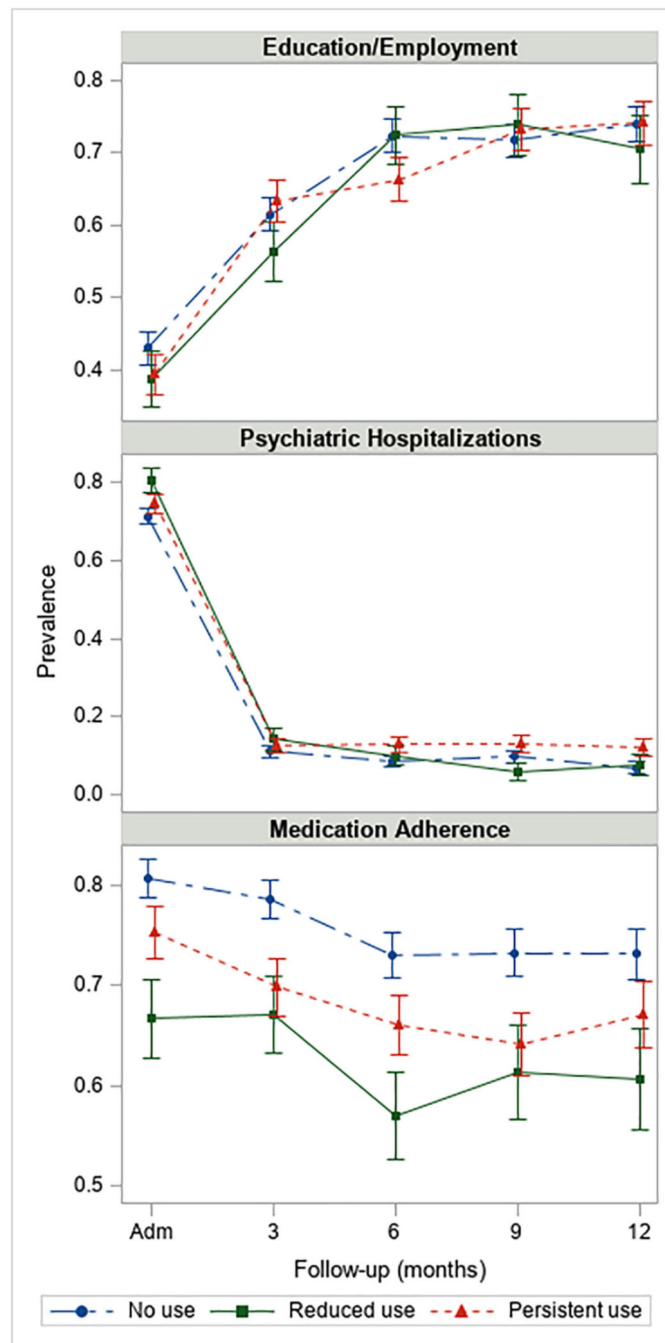 Education/Employment
0.8
0.7
0.6
0.5
0.4
Psychiatric Hospitalizations
0.8
0.6
0.4
0.2
0.0
Prevalence
Medication Adherence
0.8
0.7
0.6
0.5
Adm 3 6 9 12
Follow-up (months)
No use Reduced use Persistent use